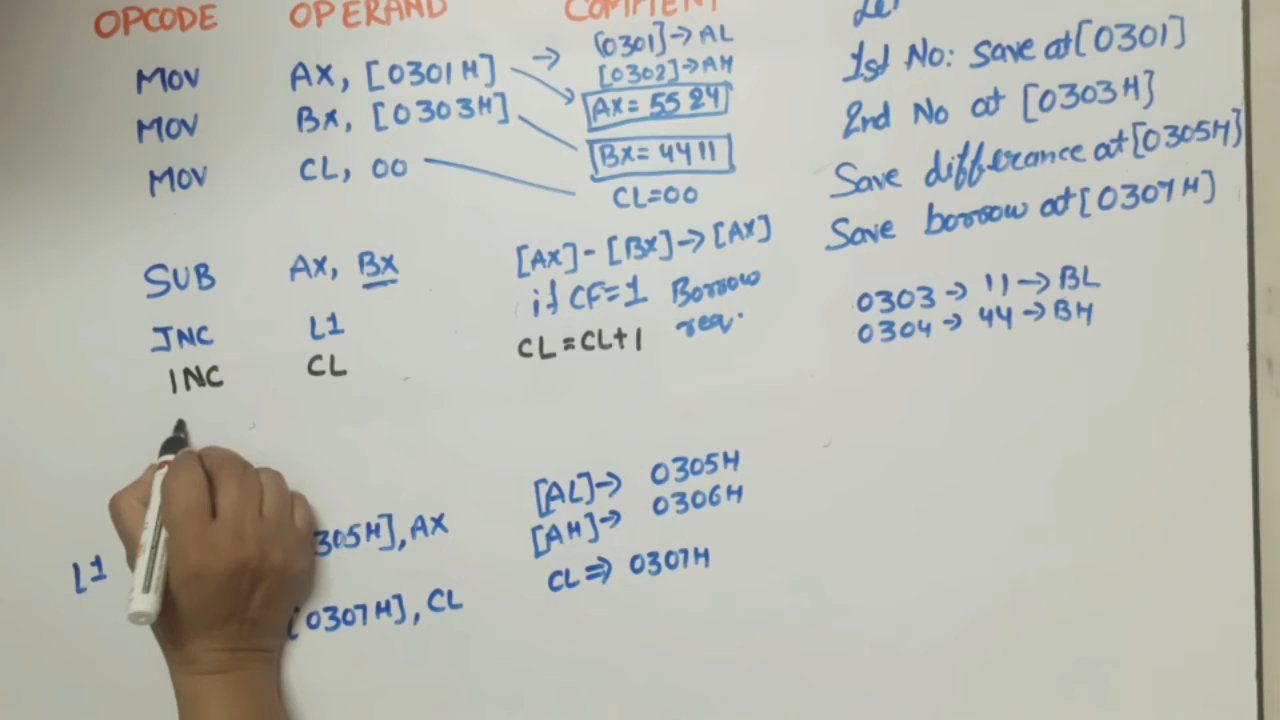 OPCODE OPERAND COMMENT
MOV AX, [0301H] → [0301]→AL
[0302]→AH
AX = 5524
MOV BX, [0303H] BX = 4411
MOV CL, 00 CL=00
SUB AX, BX [AX] - [BX]→[AX]
JNC L1 if CF=1 Borrow req.
INC CL CL = CL+1
L1 305H], AX [AL]→ 0305H
[AH]→ 0306H
[0307H], CL CL ⇒ 0307H
1st No: Save at [0301]
2nd No at [0303H]
Save differance at [0305H]
Save borrow at [0307H]
0303 → 11 → BL
0304 → 44 → BH